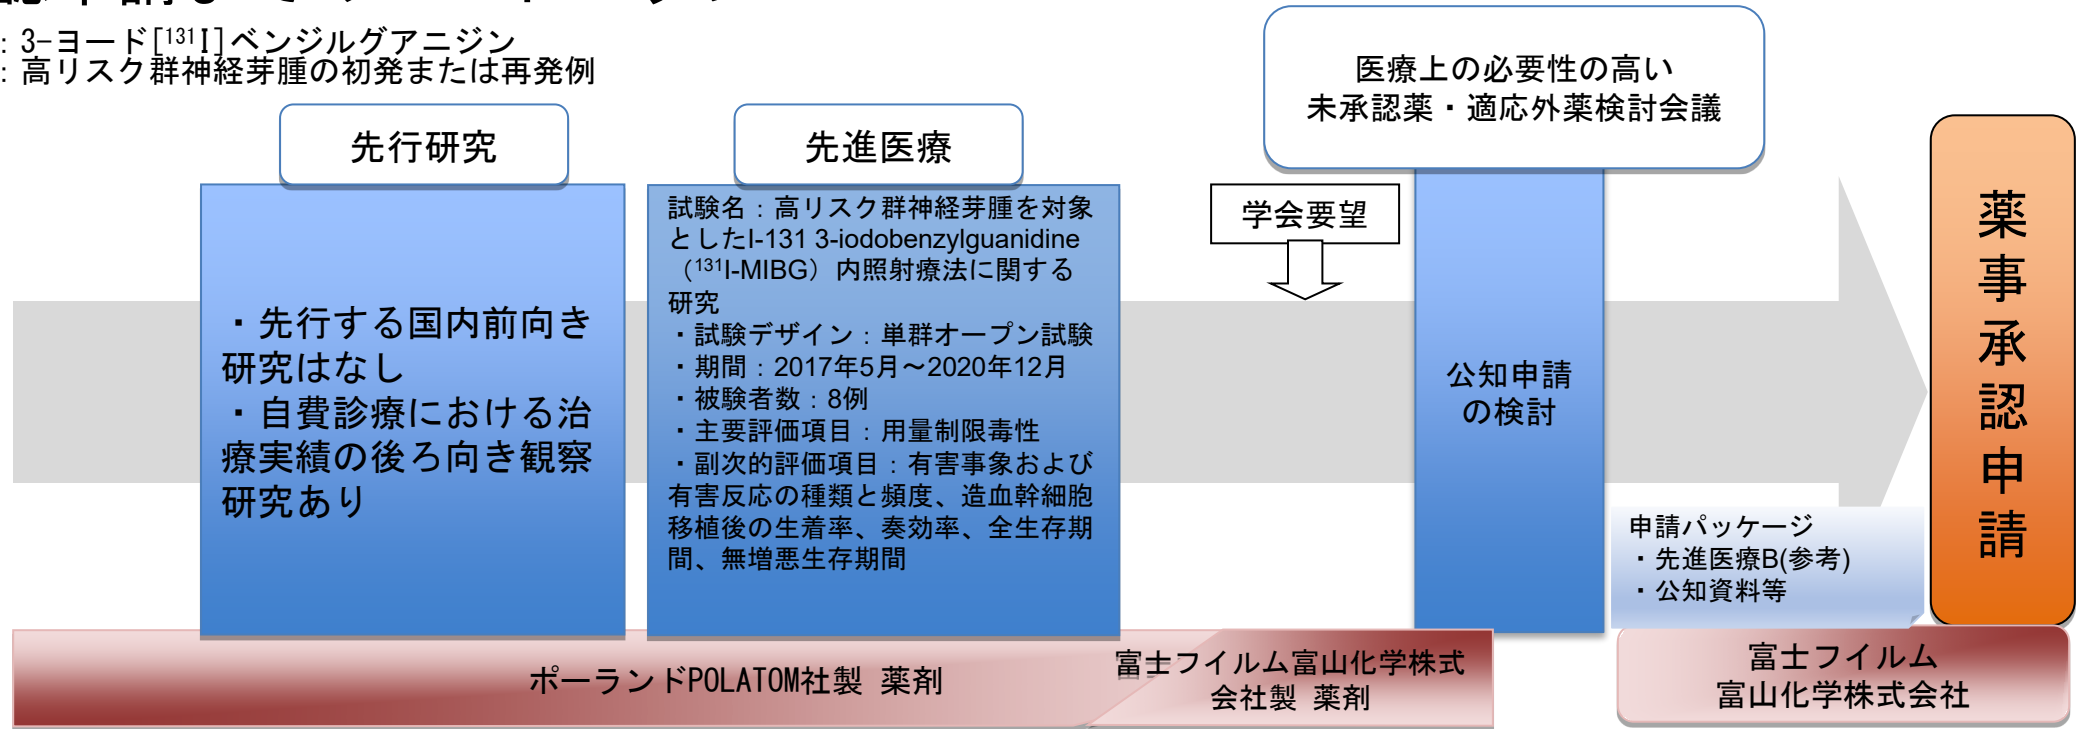 ：3-ヨード[¹³¹I]ベンジルグアニジン
：高リスク群神経芽腫の初発または再発例
医療上の必要性の高い
未承認薬・適応外薬検討会議
先行研究
先進医療
・先行する国内前向き
研究はなし
・自費診療における治
療実績の後ろ向き観察
研究あり
試験名：高リスク群神経芽腫を対象
としたI-131 3-iodobenzylguanidine
（¹³¹I-MIBG）内照射療法に関する
研究
・試験デザイン：単群オープン試験
・期間：2017年5月～2020年12月
・被験者数：8例
・主要評価項目：用量制限毒性
・副次的評価項目：有害事象および
有害反応の種類と頻度、造血幹細胞
移植後の生着率、奏効率、全生存期
間、無増悪生存期間
学会要望
公知申請
の検討
申請パッケージ
・先進医療B(参考)
・公知資料等
薬事承認申請
ポーランドPOLATOM社製 薬剤
富士フイルム富山化学株式
会社製 薬剤
富士フイルム
富山化学株式会社